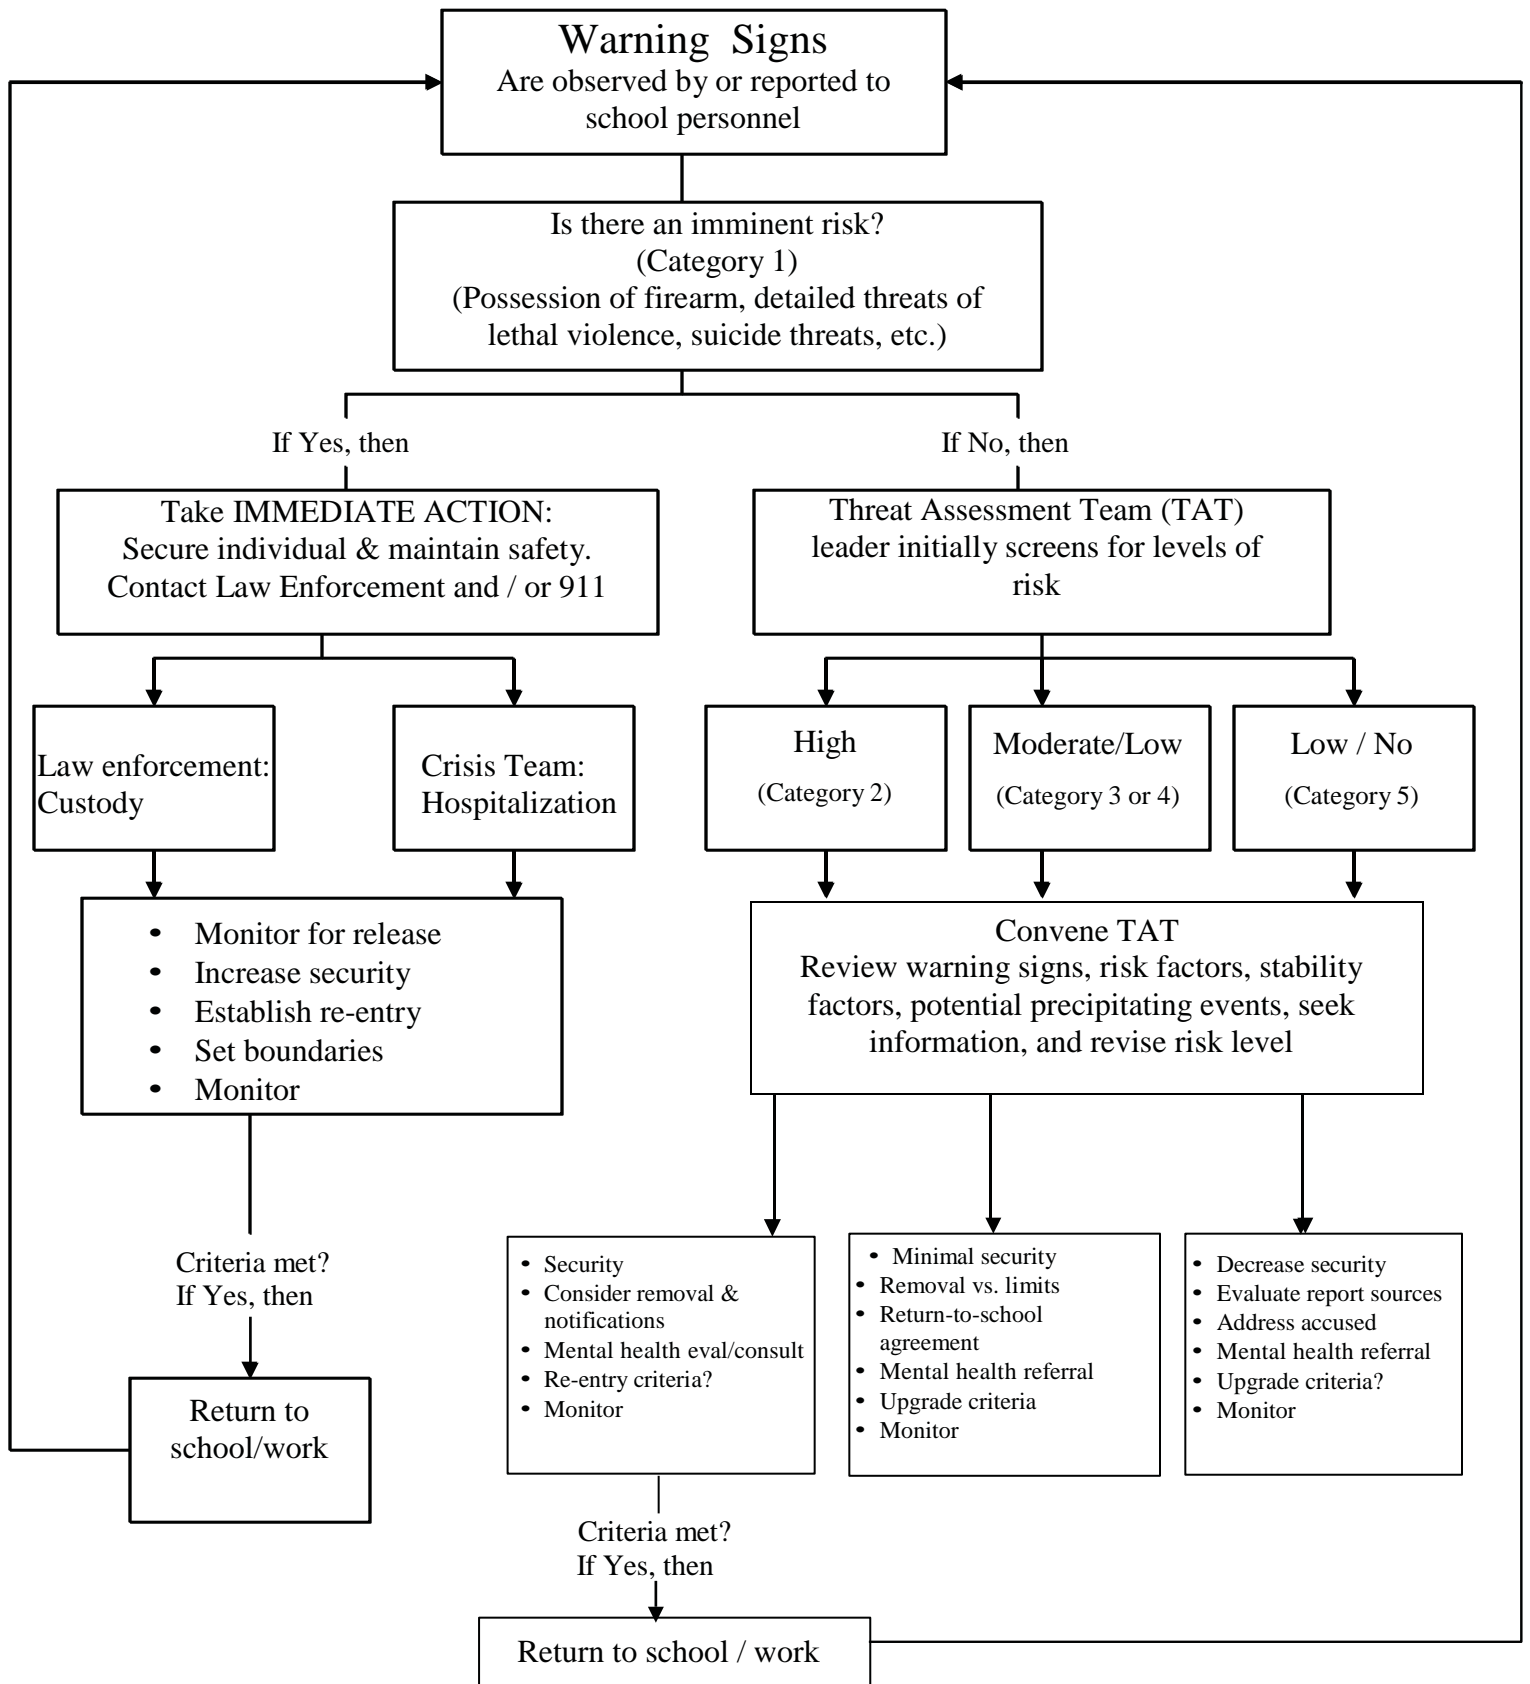 Warning Signs
Are observed by or reported to
school personnel
Is there an imminent risk?
(Category 1)
(Possession of firearm, detailed threats of
lethal violence, suicide threats, etc.)
If Yes, then
If No, then
Take IMMEDIATE ACTION:
Secure individual & maintain safety.
Contact Law Enforcement and / or 911
Threat Assessment Team (TAT)
leader initially screens for levels of
risk
Law enforcement:
Custody
Crisis Team:
Hospitalization
High
(Category 2)
Moderate/Low
(Category 3 or 4)
Low / No
(Category 5)
• Monitor for release
• Increase security
• Establish re-entry
• Set boundaries
• Monitor
Convene TAT
Review warning signs, risk factors, stability
factors, potential precipitating events, seek
information, and revise risk level
Criteria met?
If Yes, then
Return to
school/work
• Security
• Consider removal &
notifications
• Mental health eval/consult
• Re-entry criteria?
• Monitor
• Minimal security
• Removal vs. limits
• Return-to-school
agreement
• Mental health referral
• Upgrade criteria
• Monitor
• Decrease security
• Evaluate report sources
• Address accused
• Mental health referral
• Upgrade criteria?
• Monitor
Criteria met?
If Yes, then
Return to school / work